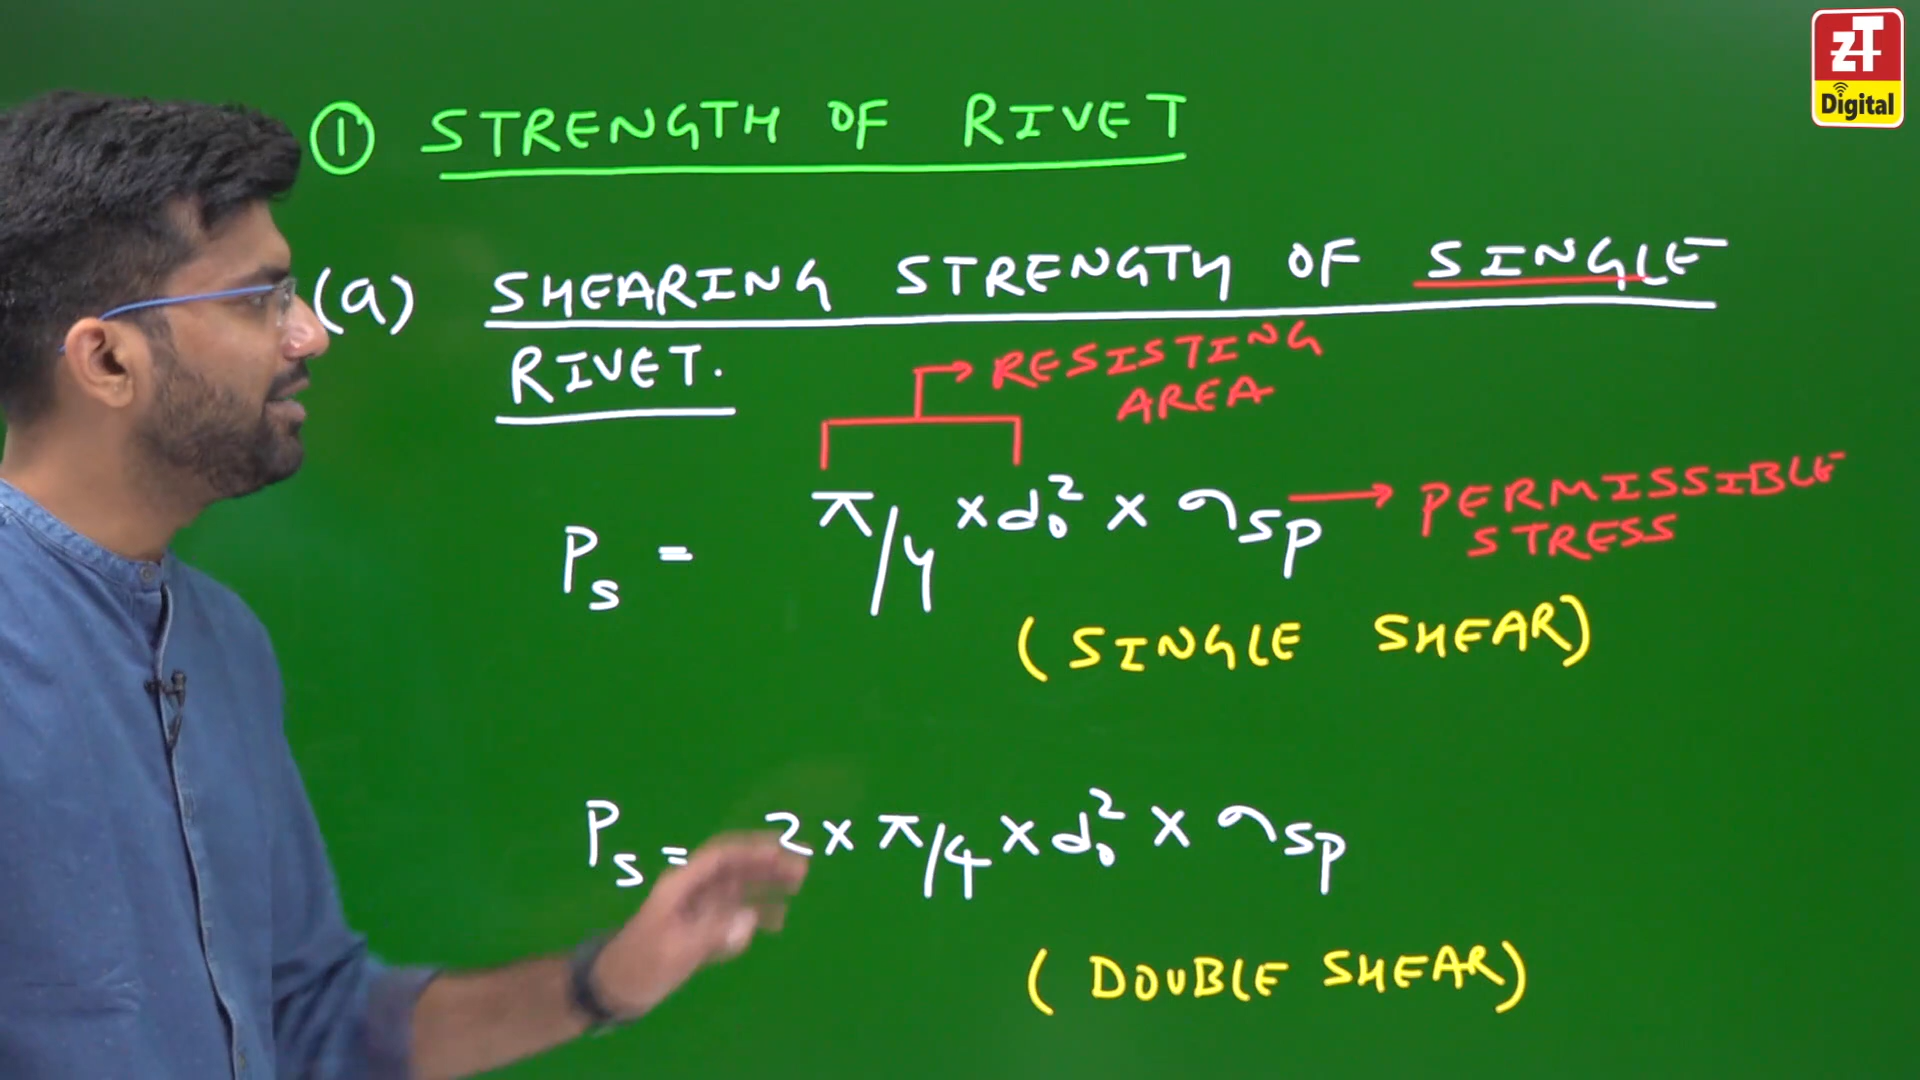 ① STRENGTH OF RIVET
(a) SHEARING STRENGTH OF SINGLE
RIVET.
RESISTING
AREA
Ps = π/4 × d₀² × σsp → PERMISSIBLE
STRESS
(SINGLE SHEAR)
Ps = 2 × π/4 × d₀² × σsp
(DOUBLE SHEAR)
ZT
Digital